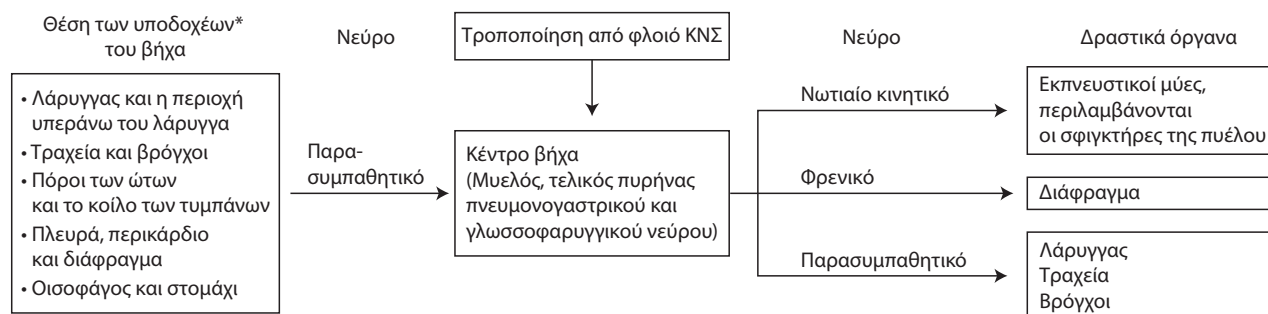 Θέση των υποδοχέων*
του βήχα
Νεύρο
Τροποποίηση από φλοιό ΚΝΣ
Νεύρο
Δραστικά όργανα
• Λάρυγγας και η περιοχή
υπεράνω του λάρυγγα
• Τραχεία και βρόγχοι
• Πόροι των ώτων
και το κοίλο των τυμπάνων
• Πλευρά, περικάρδιο
και διάφραγμα
• Οισοφάγος και στομάχι
Παρα-
συμπαθητικό
Κέντρο βήχα
(Μυελός, τελικός πυρήνας
πνευμονογαστρικού και
γλωσσοφαρυγγικού νεύρου)
Νωτιαίο κινητικό
Εκπνευστικοί μύες,
περιλαμβάνονται
οι σφιγκτήρες της πυέλου
Φρενικό
Διάφραγμα
Παρασυμπαθητικό
Λάρυγγας
Τραχεία
Βρόγχοι